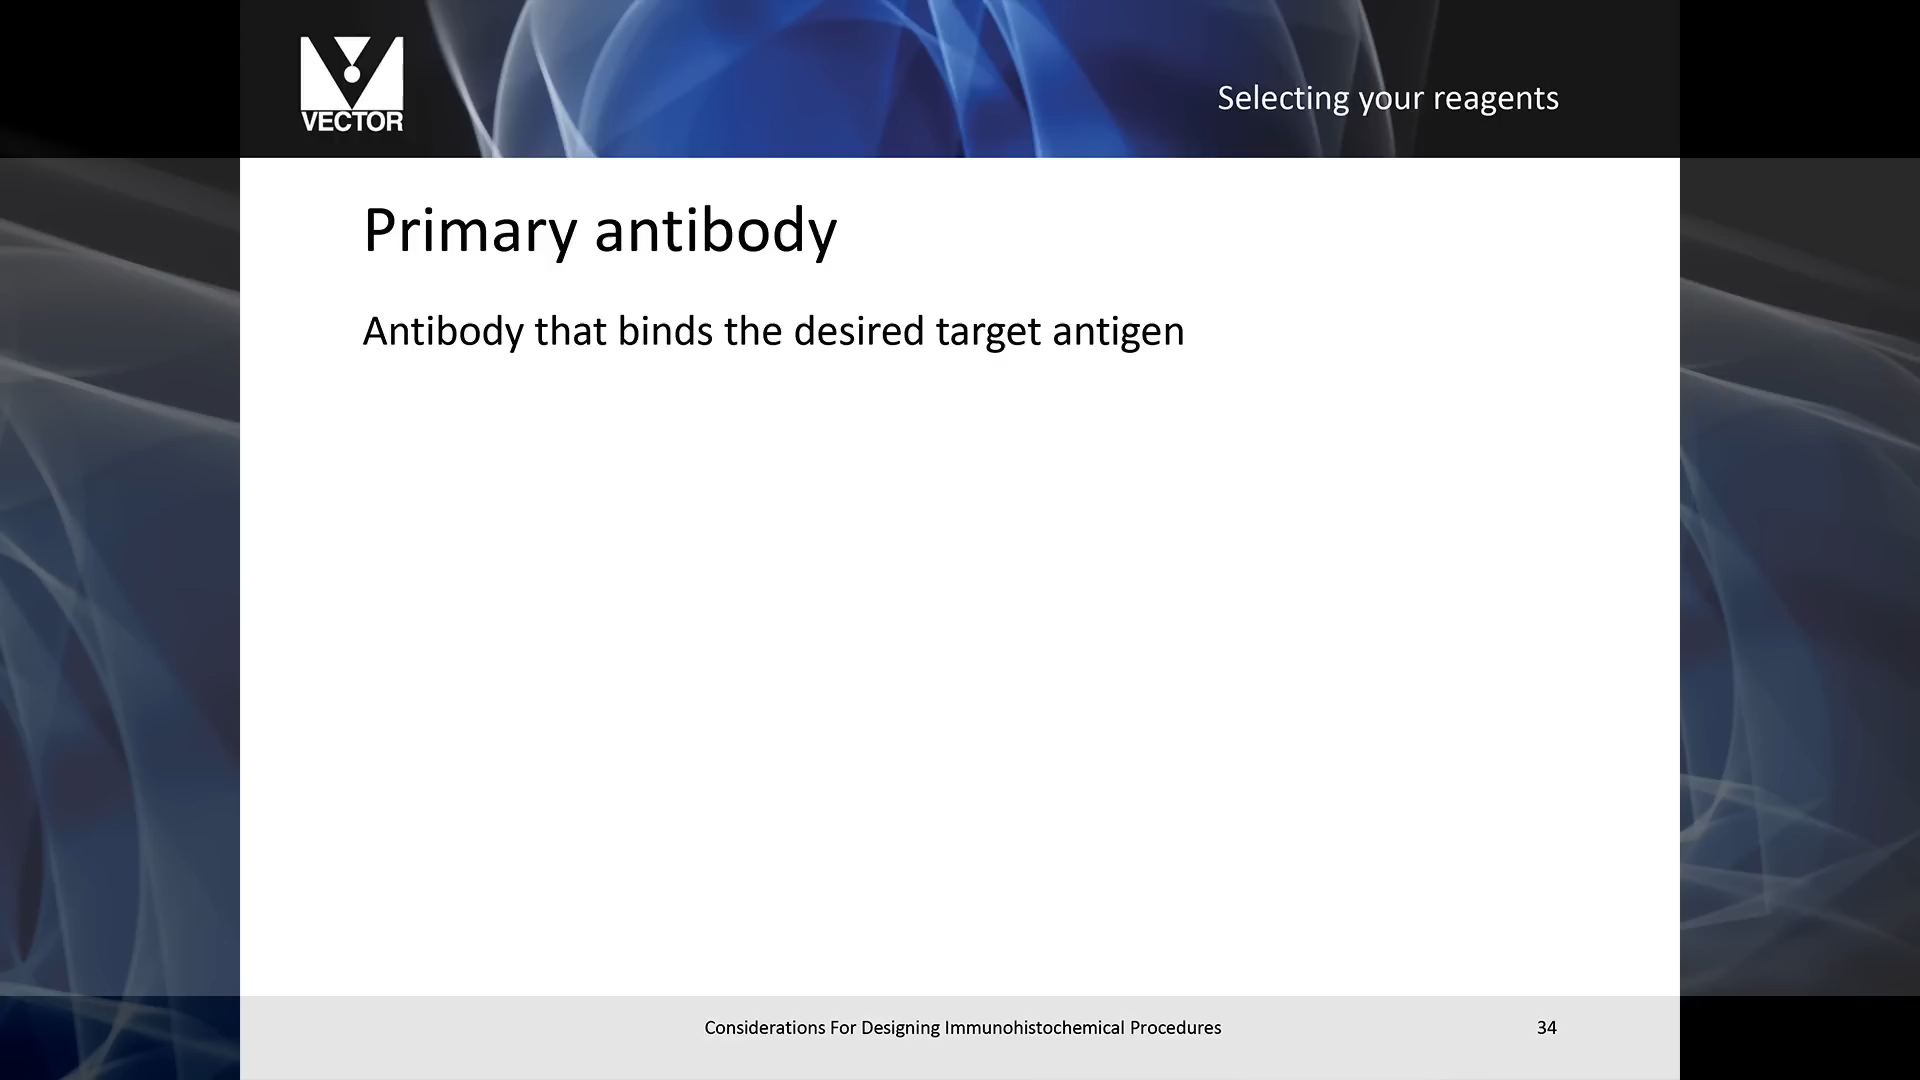 VECTOR
Selecting your reagents
Primary antibody
Antibody that binds the desired target antigen
Considerations For Designing Immunohistochemical Procedures
34